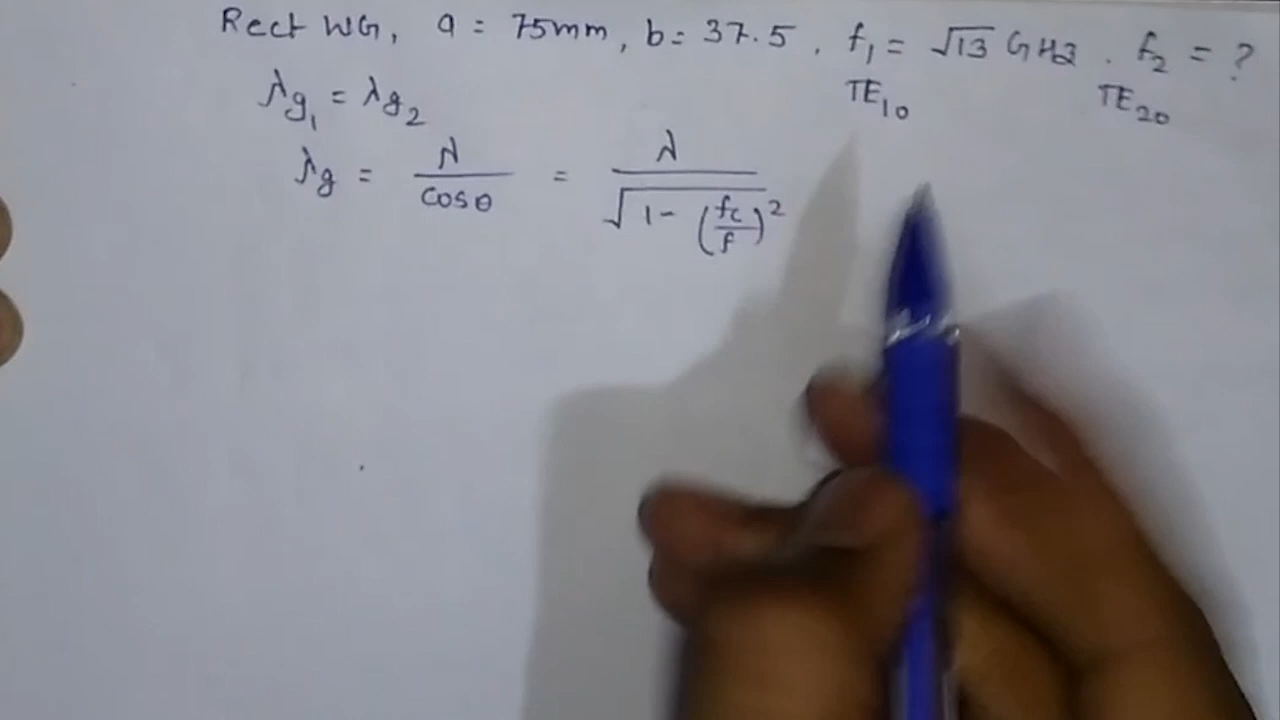 Rect WG, a = 75mm, b = 37.5, f₁ = √13 GHz. f₂ = ?
TE₁₀ TE₂₀
λg₁ = λg₂
λg = λ / cosθ = λ / √(1 - (fc/f)²)